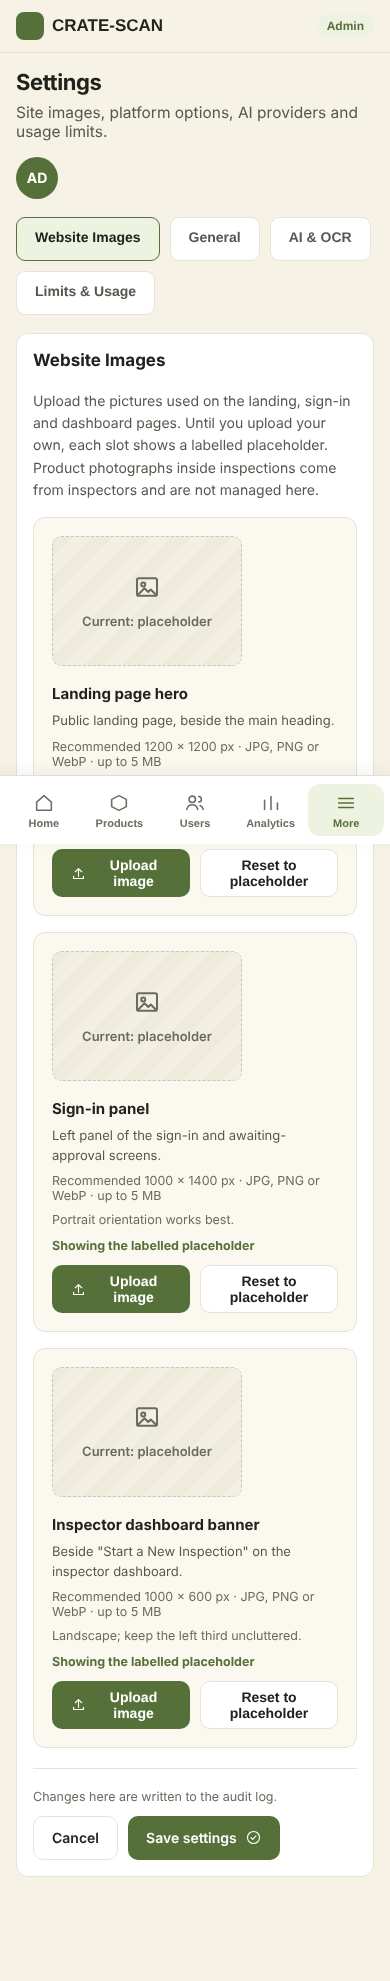 CRATE-SCAN
Admin
Settings
Site images, platform options, AI providers and
usage limits.
AD
Website Images
General
AI & OCR
Limits & Usage
Website Images
Upload the pictures used on the landing, sign-in
and dashboard pages. Until you upload your
own, each slot shows a labelled placeholder.
Product photographs inside inspections come
from inspectors and are not managed here.
Current: placeholder
Landing page hero
Public landing page, beside the main heading.
Recommended 1200 × 1200 px · JPG, PNG or
WebP · up to 5 MB
Home
Products
Users
Analytics
More
Upload
image
Reset to
placeholder
Current: placeholder
Sign-in panel
Left panel of the sign-in and awaiting-
approval screens.
Recommended 1000 × 1400 px · JPG, PNG or
WebP · up to 5 MB
Portrait orientation works best.
Showing the labelled placeholder
Upload
image
Reset to
placeholder
Current: placeholder
Inspector dashboard banner
Beside "Start a New Inspection" on the
inspector dashboard.
Recommended 1000 × 600 px · JPG, PNG or
WebP · up to 5 MB
Landscape; keep the left third uncluttered.
Showing the labelled placeholder
Upload
image
Reset to
placeholder
Changes here are written to the audit log.
Cancel
Save settings